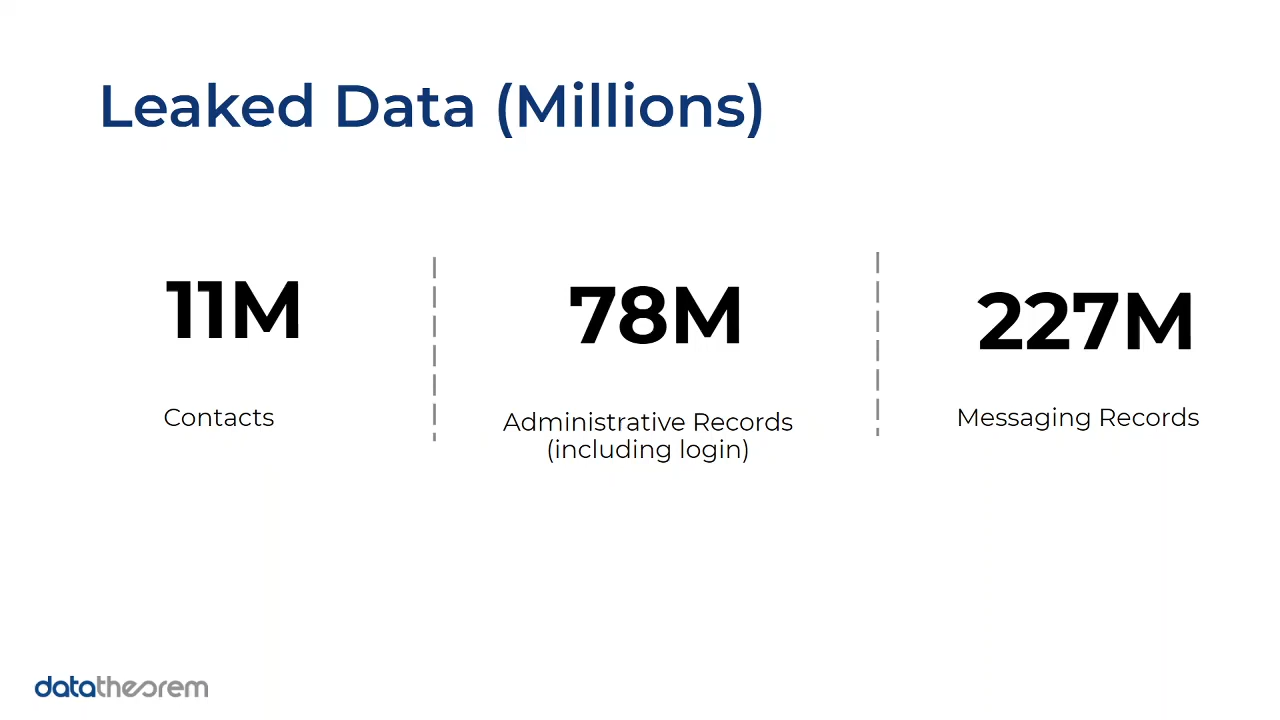 Leaked Data (Millions)
11M
Contacts
78M
Administrative Records
(including login)
227M
Messaging Records
datatheorem